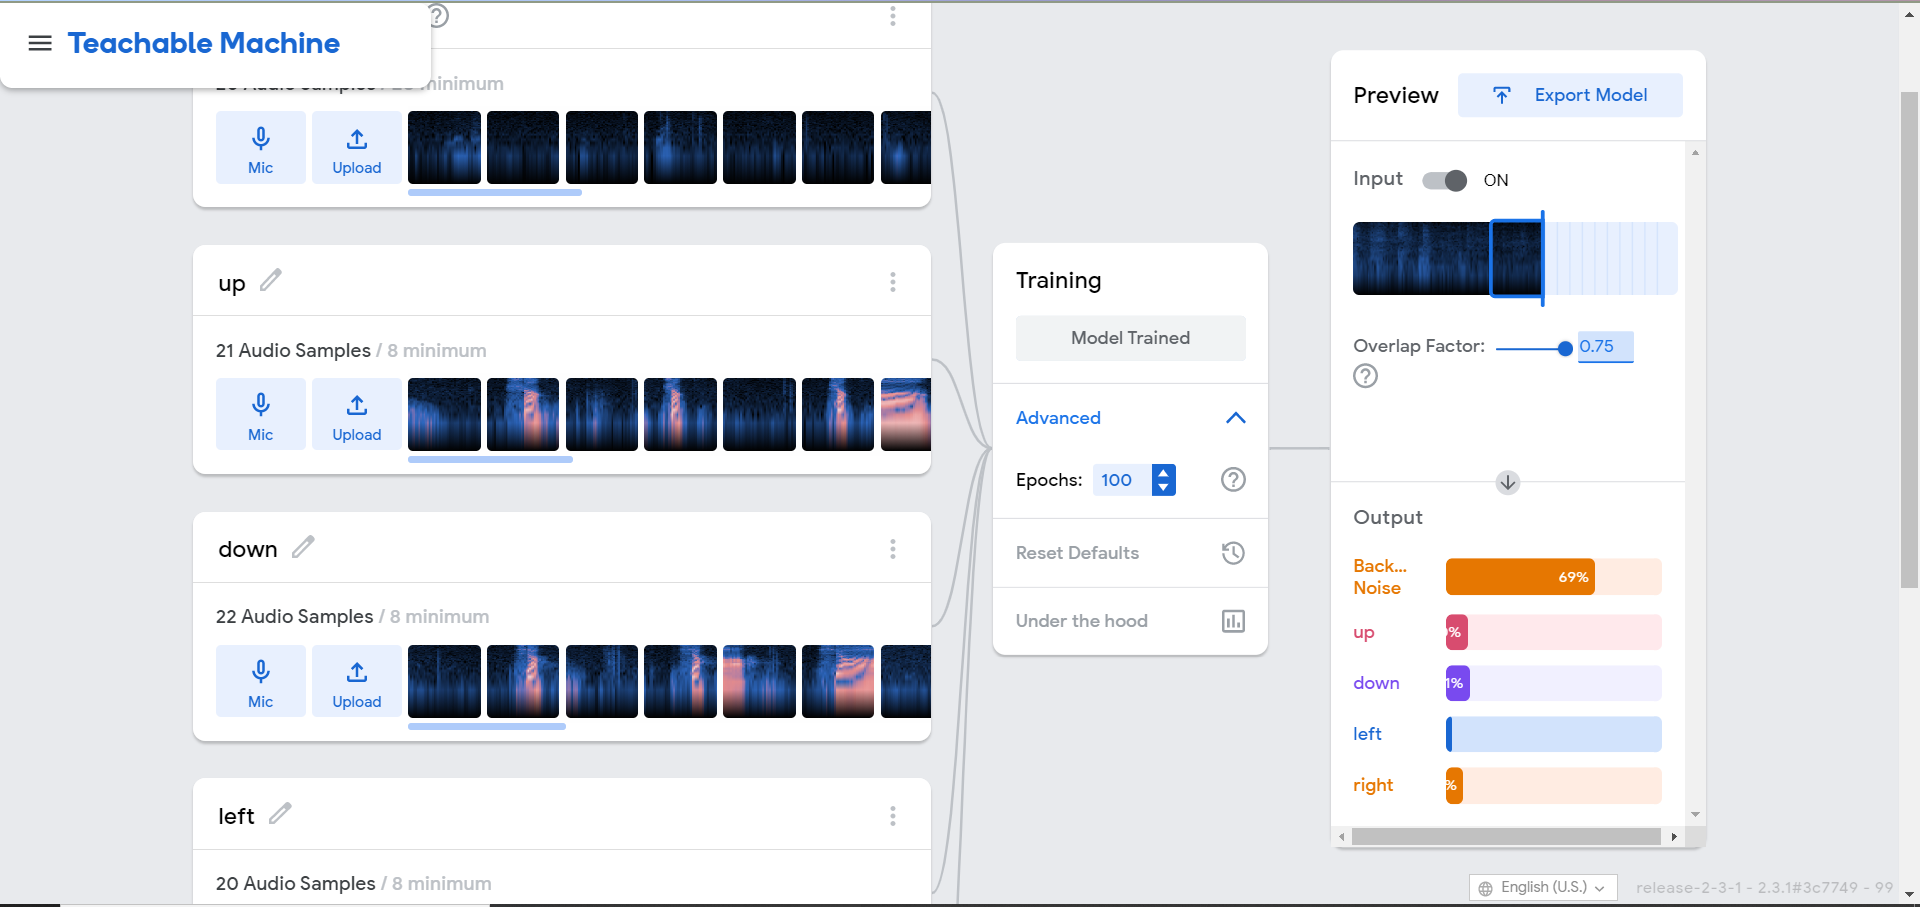 Teachable Machine
minimum
Mic
Upload
up
21 Audio Samples / 8 minimum
Mic
Upload
down
22 Audio Samples / 8 minimum
Mic
Upload
left
20 Audio Samples / 8 minimum
Training
Model Trained
Advanced
Epochs: 100
Reset Defaults
Under the hood
Preview
Export Model
Input ON
Overlap Factor: 0.75
Output
Back...
Noise
69%
up
%
down
1%
left
right
%
English (U.S.)
release-2-3-1 - 2.3.1#3c7749 - 99